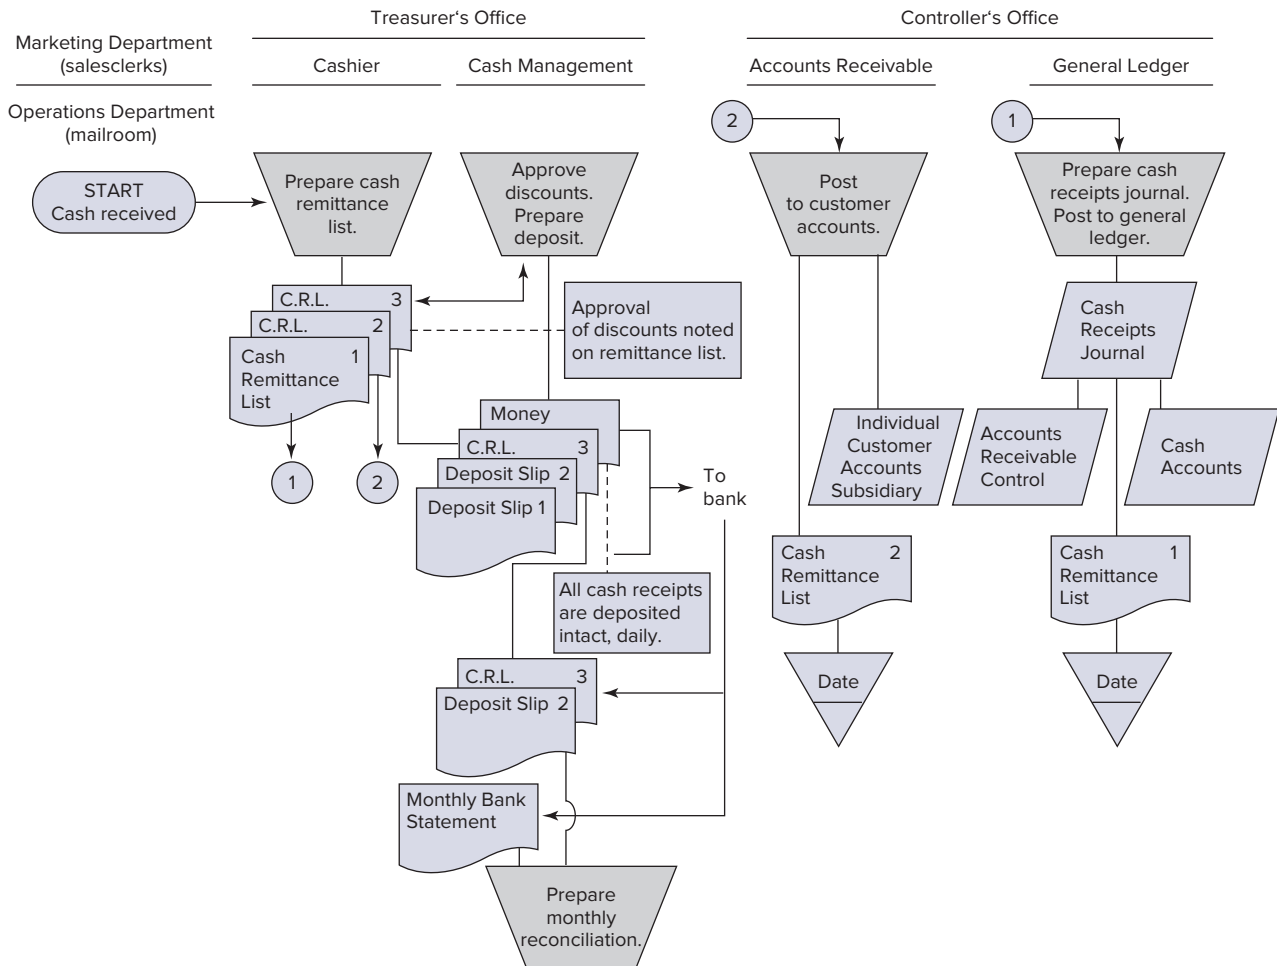 Treasurer's Office
Controller's Office
Marketing Department
(salesclerks)
Cashier
Cash Management
Accounts Receivable
General Ledger
Operations Department
(mailroom)
START
Cash received
Prepare cash
remittance
list.
Approve
discounts.
Prepare
deposit.
2
Post
to customer
accounts.
1
Prepare cash
receipts journal.
Post to general
ledger.
C.R.L. 3
C.R.L. 2
Cash 1
Remittance
List
1
2
Approval
of discounts noted
on remittance list.
Money
C.R.L. 3
Deposit Slip 2
Deposit Slip 1
To
bank
All cash receipts
are deposited
intact, daily.
C.R.L. 3
Deposit Slip 2
Monthly Bank
Statement
Prepare
monthly
reconciliation.
Individual
Customer
Accounts
Subsidiary
Cash 2
Remittance
List
Date
Cash
Receipts
Journal
Accounts
Receivable
Control
Cash
Accounts
Cash 1
Remittance
List
Date